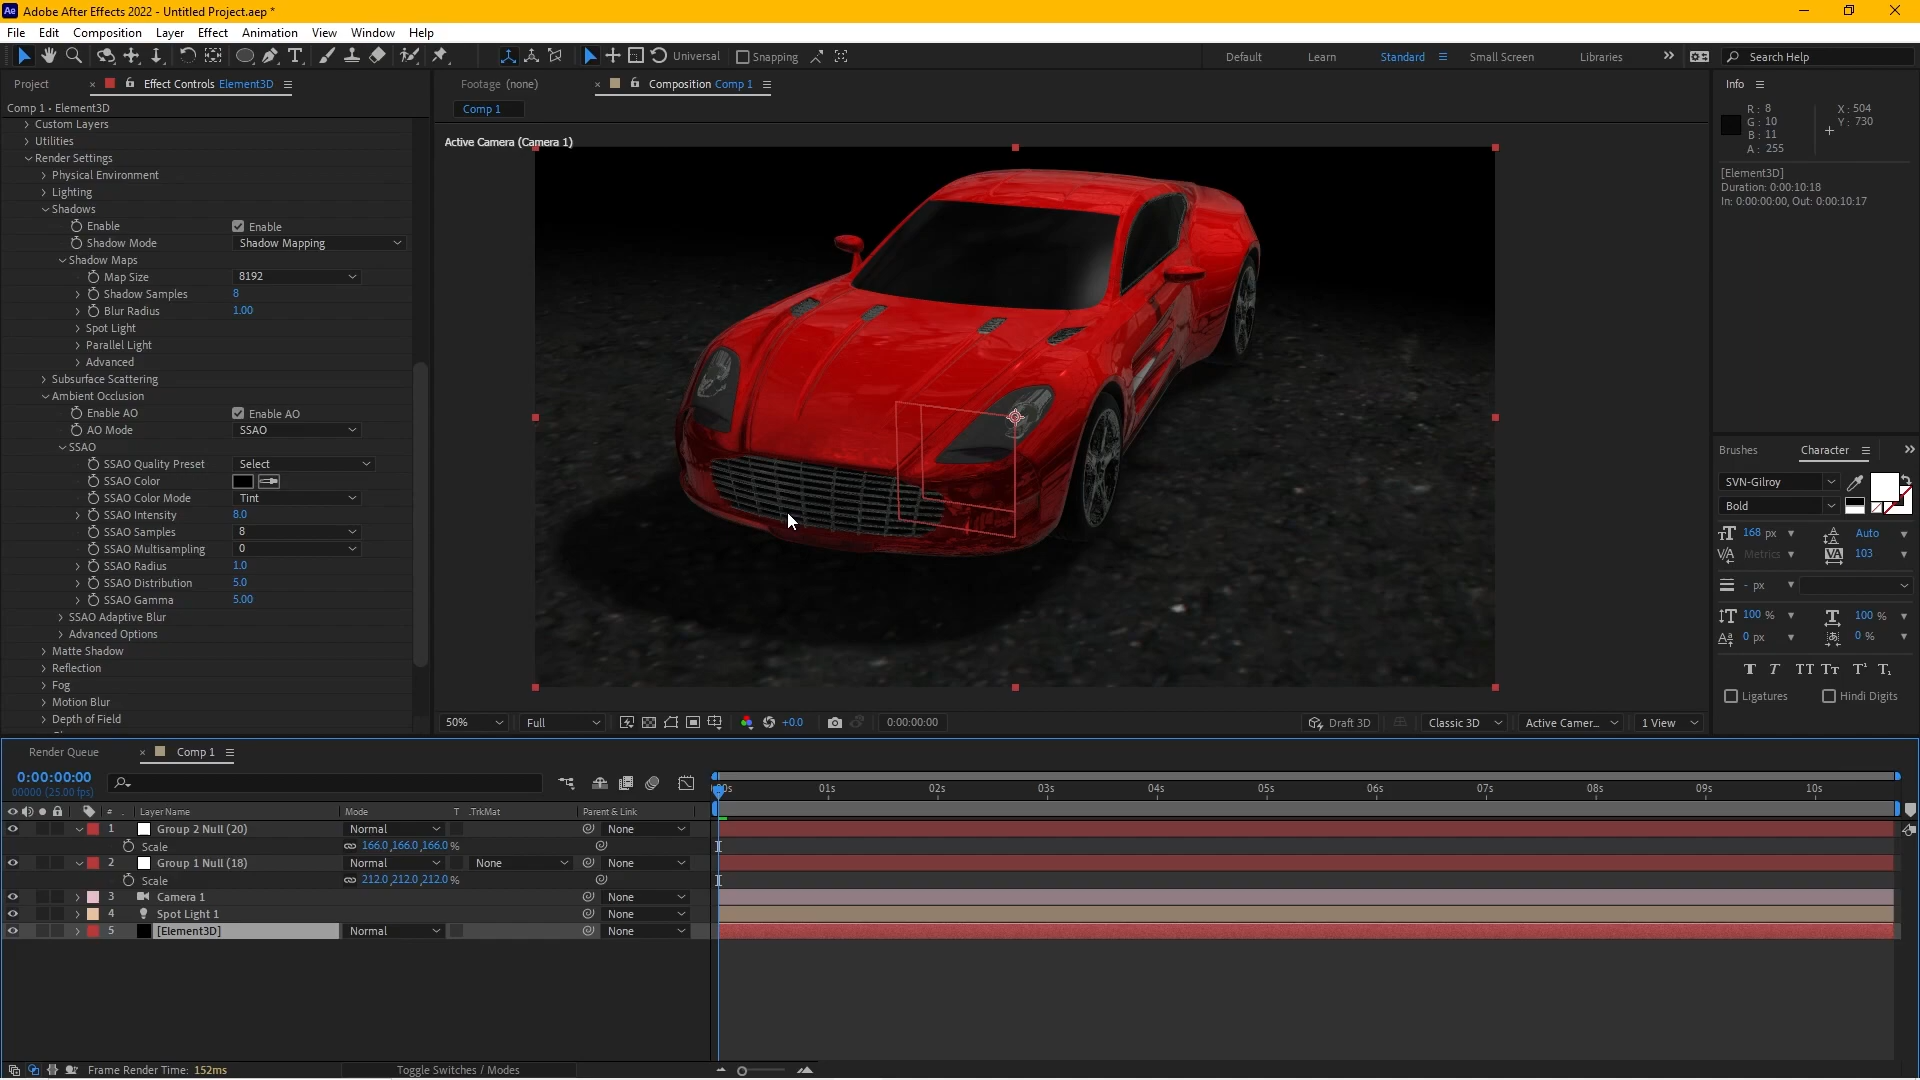 Ae Adobe After Effects 2022 - Untitled Project.aep *
File Edit Composition Layer Effect Animation View Window Help
Universal Snapping Default Learn Standard Small Screen Libraries Search Help
Project Effect Controls Element3D
Comp 1 • Element3D
Custom Layers
Utilities
Render Settings
Physical Environment
Lighting
Shadows
Enable Enable
Shadow Mode Shadow Mapping
Shadow Maps
Map Size 8192
Shadow Samples 8
Blur Radius 1.00
Spot Light
Parallel Light
Advanced
Subsurface Scattering
Ambient Occlusion
Enable AO Enable AO
AO Mode SSAO
SSAO
SSAO Quality Preset Select
SSAO Color
SSAO Color Mode Tint
SSAO Intensity 8.0
SSAO Samples 8
SSAO Multisampling 0
SSAO Radius 1.0
SSAO Distribution 5.0
SSAO Gamma 5.00
SSAO Adaptive Blur
Advanced Options
Matte Shadow
Reflection
Fog
Motion Blur
Depth of Field
Footage (none) Composition Comp 1
Comp 1
Active Camera (Camera 1)
50% Full +0.0 0:00:00:00 Draft 3D Classic 3D Active Camer... 1 View
Info
R: 8 X: 504
G: 10 Y: 730
B: 11
A: 255
[Element3D]
Duration: 0:00:10:18
In: 0:00:00:00, Out: 0:00:10:17
Brushes Character
SVN-Gilroy
Bold
168 px Auto
Metrics 103
- px
100 % 100 %
0 px 0 %
T T TT Tt T¹ T₁
Ligatures Hindi Digits
Render Queue Comp 1
0:00:00:00
00000 (25.00 fps)
:00s 01s 02s 03s 04s 05s 06s 07s 08s 09s 10s
# Layer Name Mode T .TrkMat Parent & Link
1 Group 2 Null (20) Normal None
Scale 166.0,166.0,166.0 %
2 Group 1 Null (18) Normal None None
Scale 212.0,212.0,212.0 %
3 Camera 1 None
4 Spot Light 1 None
5 [Element3D] Normal None
Frame Render Time: 152ms Toggle Switches / Modes